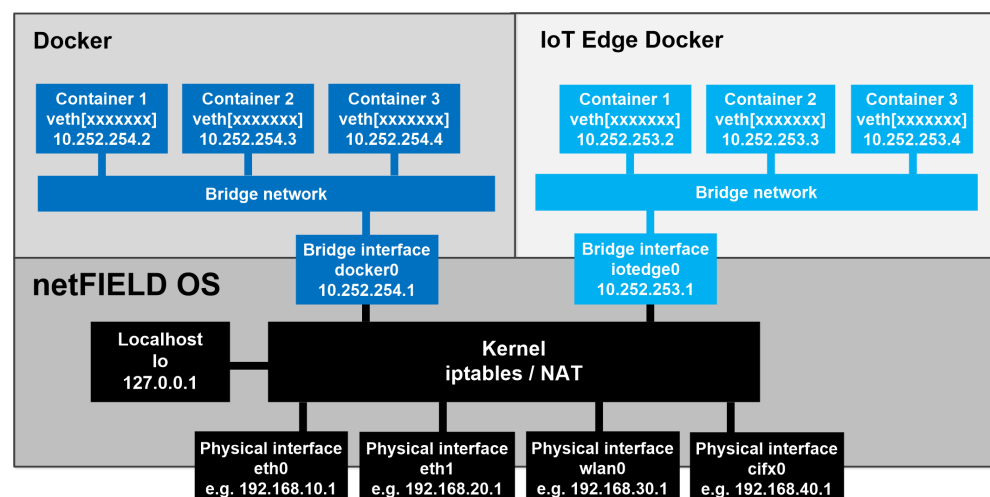 Docker
IoT Edge Docker
Container 1
veth[xxxxxxx]
10.252.254.2
Container 2
veth[xxxxxxx]
10.252.254.3
Container 3
veth[xxxxxxx]
10.252.254.4
Container 1
veth[xxxxxxx]
10.252.253.2
Container 2
veth[xxxxxxx]
10.252.253.3
Container 3
veth[xxxxxxx]
10.252.253.4
Bridge network
Bridge network
Bridge interface
docker0
10.252.254.1
Bridge interface
iotedge0
10.252.253.1
netFIELD OS
Localhost
lo
127.0.0.1
Kernel
iptables / NAT
Physical interface
eth0
e.g. 192.168.10.1
Physical interface
eth1
e.g. 192.168.20.1
Physical interface
wlan0
e.g. 192.168.30.1
Physical interface
cifx0
e.g. 192.168.40.1